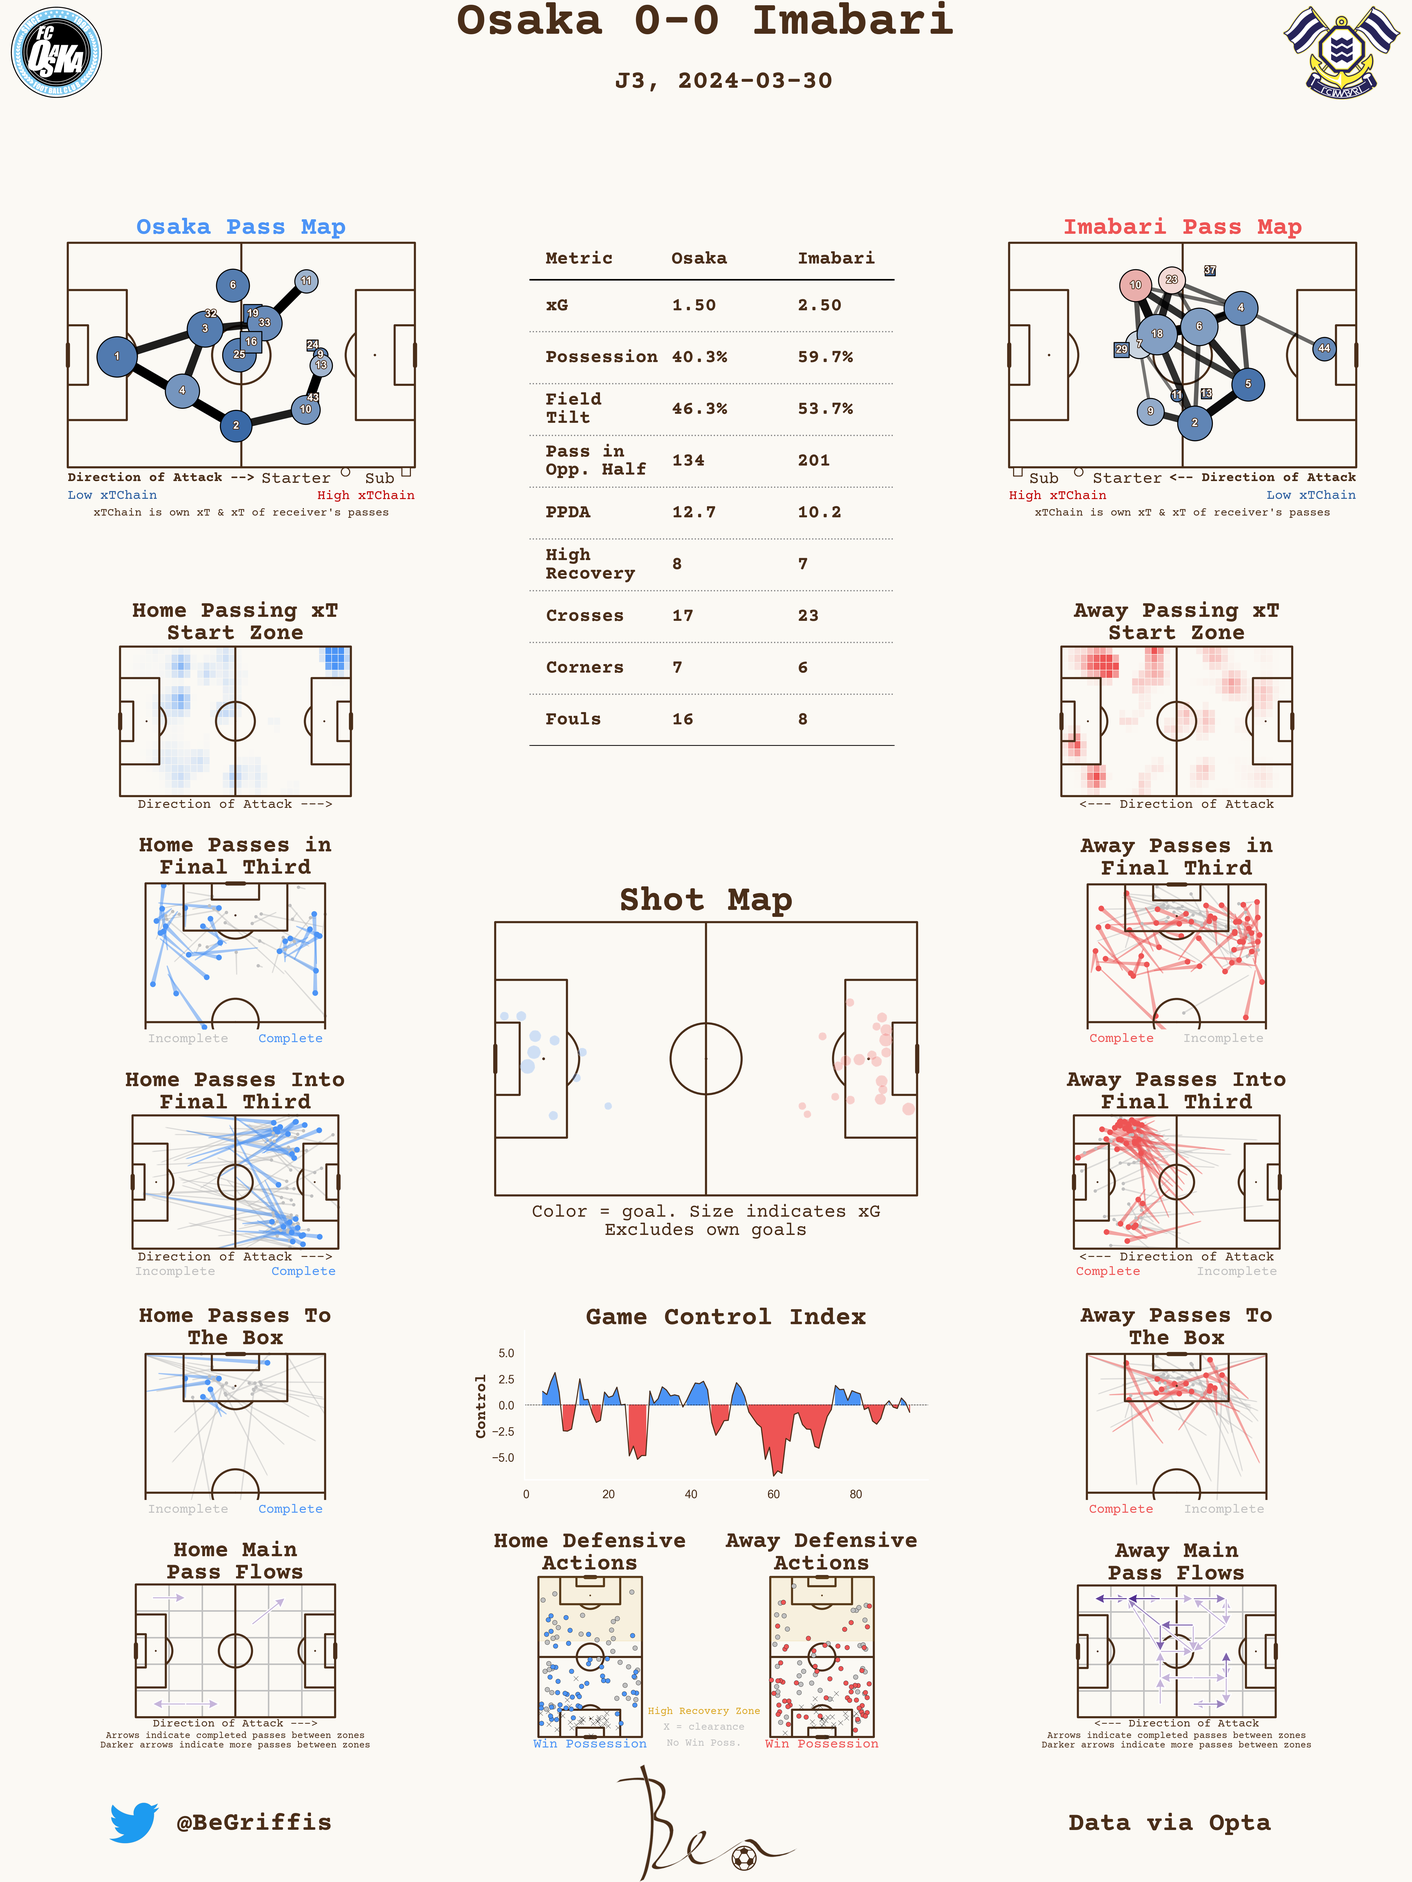 Osaka 0-0 Imabari
J3, 2024-03-30
FC
OSAKA
FC IMABARI
Osaka Pass Map
6
11
32
19
33
3
16
1
25
24
9
13
4
43
10
2
Direction of Attack --> Starter Sub
Low xTChain High xTChain
xTChain is own xT & xT of receiver's passes
Metric Osaka Imabari
xG 1.50 2.50
Possession 40.3% 59.7%
Field
Tilt 46.3% 53.7%
Pass in
Opp. Half 134 201
PPDA 12.7 10.2
High
Recovery 8 7
Crosses 17 23
Corners 7 6
Fouls 16 8
Imabari Pass Map
37
10
23
4
18
6
7
29
44
5
11
13
9
2
Sub Starter <-- Direction of Attack
High xTChain Low xTChain
xTChain is own xT & xT of receiver's passes
Home Passing xT
Start Zone
Direction of Attack --->
Away Passing xT
Start Zone
<--- Direction of Attack
Home Passes in
Final Third
Incomplete Complete
Away Passes in
Final Third
Complete Incomplete
Shot Map
Color = goal. Size indicates xG
Excludes own goals
Home Passes Into
Final Third
Direction of Attack --->
Incomplete Complete
Away Passes Into
Final Third
<--- Direction of Attack
Complete Incomplete
Home Passes To
The Box
Incomplete Complete
Game Control Index
Control
5.0
2.5
0.0
−2.5
−5.0
0 20 40 60 80
Away Passes To
The Box
Complete Incomplete
Home Main
Pass Flows
Direction of Attack --->
Arrows indicate completed passes between zones
Darker arrows indicate more passes between zones
Home Defensive
Actions
Win Possession
High Recovery Zone
X = clearance
No Win Poss.
Away Defensive
Actions
Win Possession
Away Main
Pass Flows
<--- Direction of Attack
Arrows indicate completed passes between zones
Darker arrows indicate more passes between zones
@BeGriffis
Ben
Data via Opta